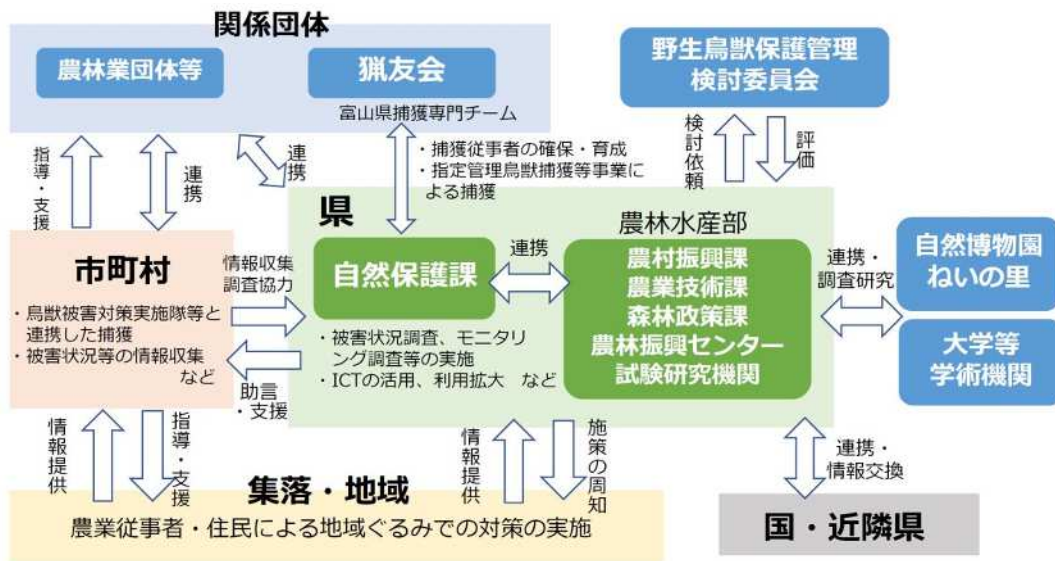 関係団体
農林業団体等
猟友会
富山県捕獲専門チーム
野生鳥獣保護管理
検討委員会
指導・支援
連携
連携
・捕獲従事者の確保・育成
・指定管理鳥獣捕獲等事業に
よる捕獲
検討依頼
評価
市町村
・鳥獣被害対策実施隊等と
連携した捕獲
・被害状況等の情報収集
など
情報収集
調査協力
助言
・支援
県
自然保護課
・被害状況調査、モニタリ
ング調査等の実施
・ICTの活用、利用拡大 など
連携
農林水産部
農村振興課
農業技術課
森林政策課
農林振興センター
試験研究機関
連携・
調査研究
自然博物園
ねいの里
大学等
学術機関
情報提供
指導・支援
情報提供
施策の周知
連携・
情報交換
集落・地域
農業従事者・住民による地域ぐるみでの対策の実施
国・近隣県